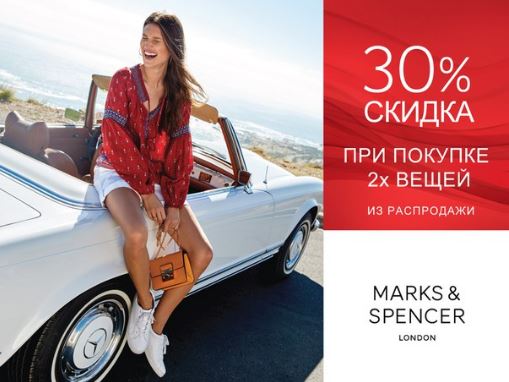 30%
СКИДКА
ПРИ ПОКУПКЕ
2х ВЕЩЕЙ
ИЗ РАСПРОДАЖИ
MARKS &
SPENCER
LONDON